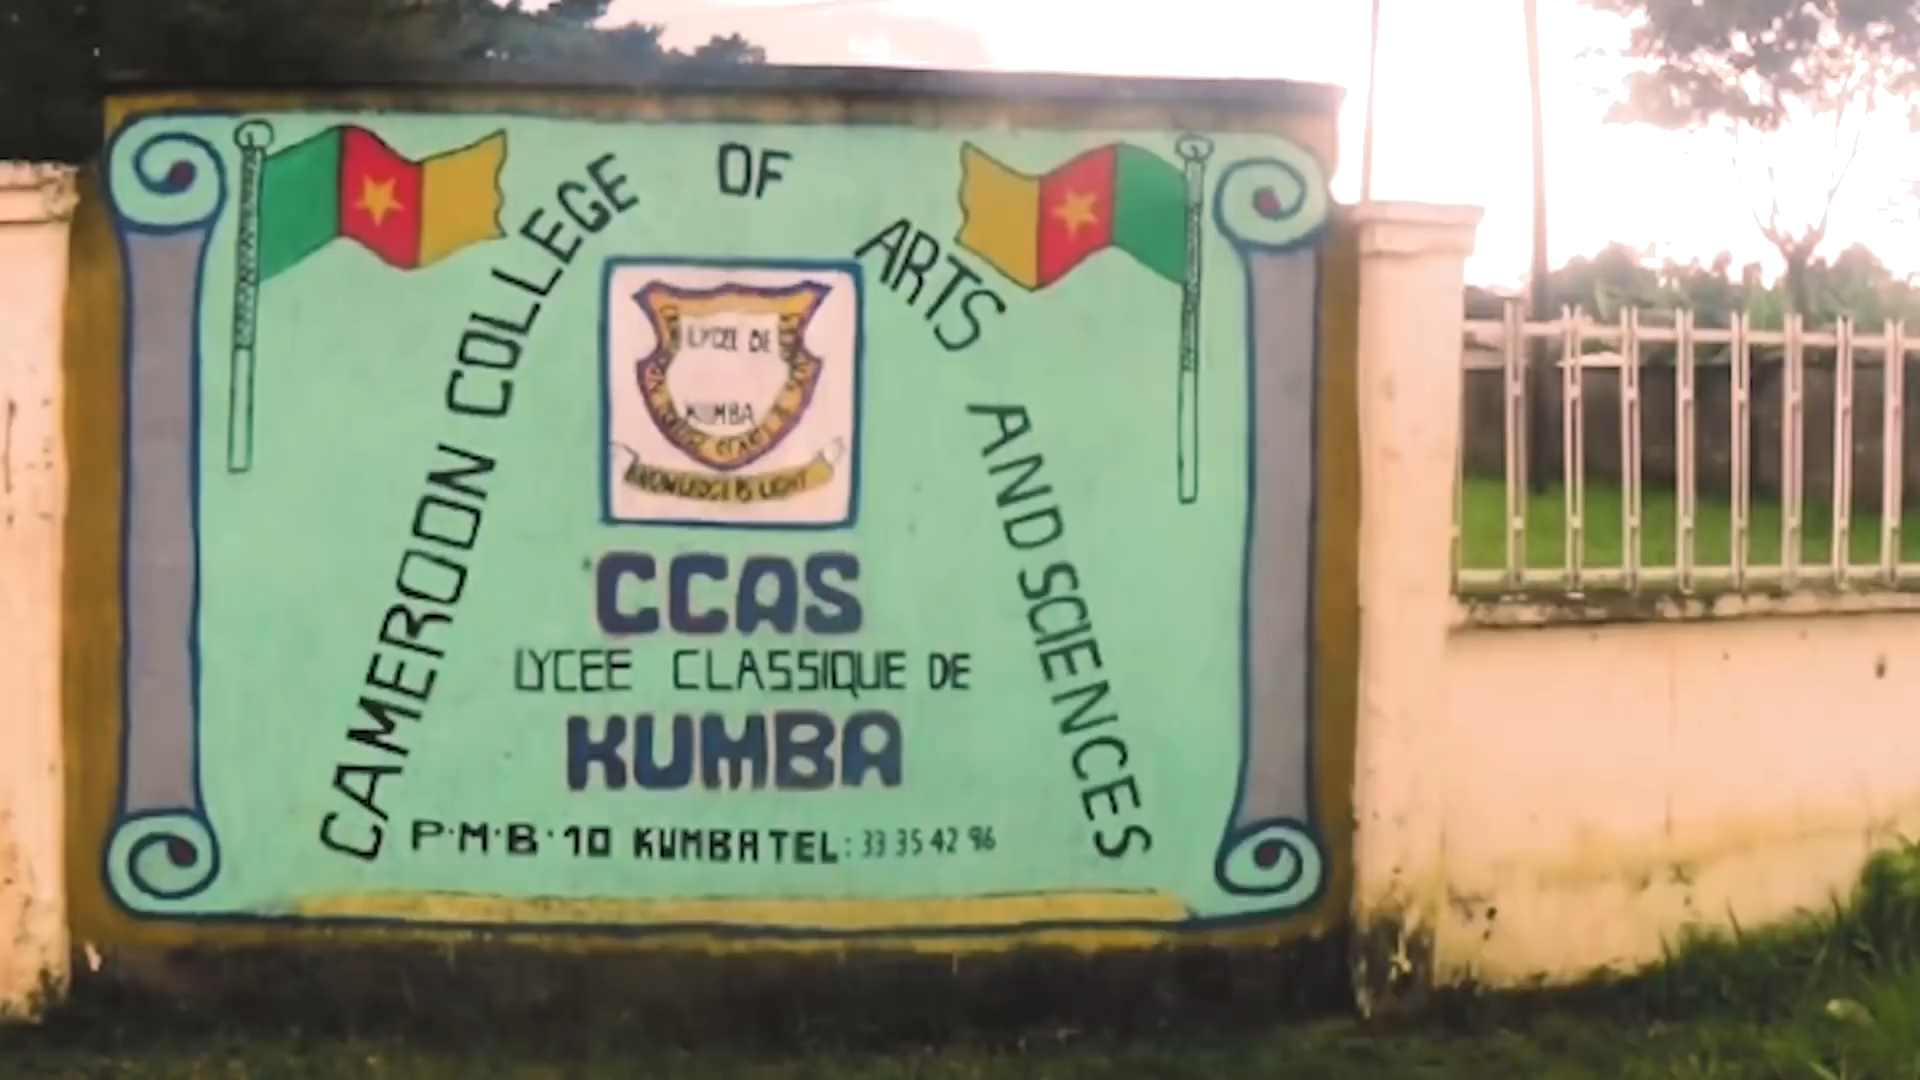 CAMEROON COLLEGE OF ARTS AND SCIENCES
LYCEE DE
KUMBA
KNOWLEDGE IS LIGHT
CCAS
LYCEE CLASSIQUE DE
KUMBA
P·M·B·10 KUMBA TEL: 33 35 42 96